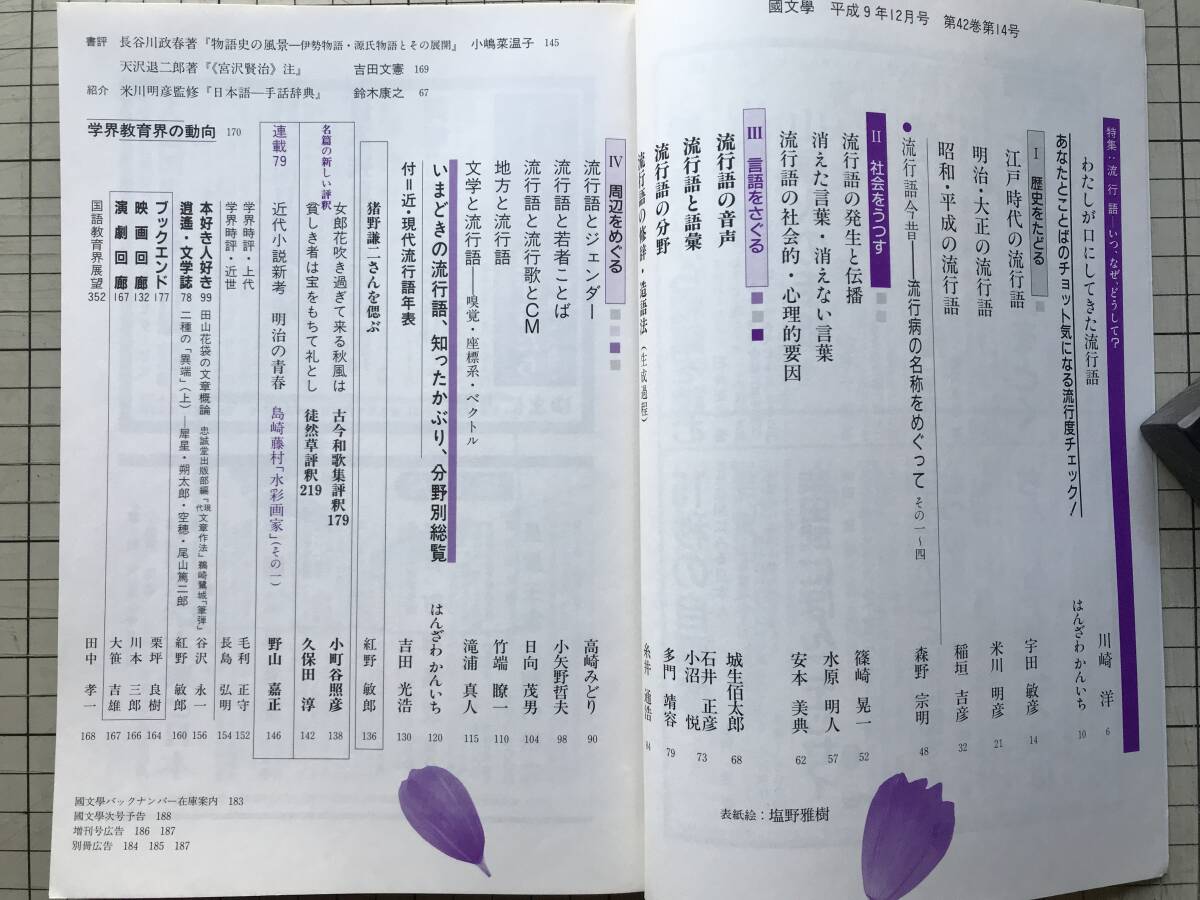 國文學 平成9年12月号 第42巻第14号
特集:流行語―いつ、なぜ、どうして?
わたしが口にしてきた流行語 川崎 洋 6
あなたとことばのチョット気になる流行度チェック! はんざわ かんいち 10
Ⅰ 歴史をたどる
江戸時代の流行語 宇田 敏彦 14
明治・大正の流行語 米川 明彦 21
昭和・平成の流行語 稲垣 吉彦 32
●流行語今昔――流行病の名称をめぐって その一~四 森野 宗明 48
Ⅱ 社会をうつす
流行語の発生と伝播 篠崎 晃一 52
消えた言葉・消えない言葉 水原 明人 57
流行語の社会的・心理的要因 安本 美典 62
Ⅲ 言語をさぐる
流行語の音声 城生佰太郎 68
流行語と語彙 石井 正彦 小沼 悦 73
流行語の分野 多門 靖容 79
流行語の修辞・造語法(生成過程) 糸井 通浩 84
表紙絵:塩野雅樹
書評 長谷川政春著『物語史の風景―伊勢物語・源氏物語とその展開』 小嶋菜温子 145
天沢退二郎著『《宮沢賢治》注』 吉田文憲 169
紹介 米川明彦監修『日本語―手話辞典』 鈴木康之 67
Ⅳ 周辺をめぐる
流行語とジェンダー 高崎みどり 90
流行語と若者ことば 小矢野哲夫 98
流行語と流行歌とCM 日向 茂男 104
地方と流行語 竹端 瞭一 110
文学と流行語――嗅覚・座標系・ベクトル 滝浦 真人 115
いまどきの流行語、知ったかぶり、分野別総覧 はんざわ かんいち 120
付=近・現代流行語年表 吉田 光浩 130
猪野謙二さんを偲ぶ 紅野 敏郎 136
名篇の新しい評釈
女郎花吹き過ぎて来る秋風は 古今和歌集評釈179 小町谷照彦 138
貧しき者は宝をもちて礼とし 徒然草評釈219 久保田 淳 142
連載79 近代小説新考 明治の青春 島崎藤村「水彩画家」(その一) 野山 嘉正 146
学界教育界の動向 170
学界時評・上代 毛利 正守 152
学界時評・近世 長島 弘明 154
本好き人好き 99 田山花袋の文章概論 忠誠堂出版部編『現代文章作法』鵜崎鷺城『筆弾』 谷沢 永一 156
逍遙・文学誌 78 二種の「異端」(上)―犀星・朔太郎・空穂・尾山篤二郎 紅野 敏郎 160
ブックエンド 177 栗坪 良樹 164
映画回廊 132 川本 三郎 166
演劇回廊 167 大笹 吉雄 167
国語教育界展望 352 田中 孝一 168
國文學バックナンバー在庫案内 183
國文學次号予告 188
増刊号広告 186 187
別冊広告 184 185 187